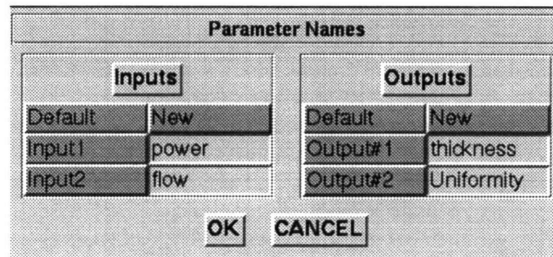 Parameter Names
Inputs
Default New
Input1 power
Input2 flow
Outputs
Default New
Output#1 thickness
Output#2 Uniformity
OK CANCEL